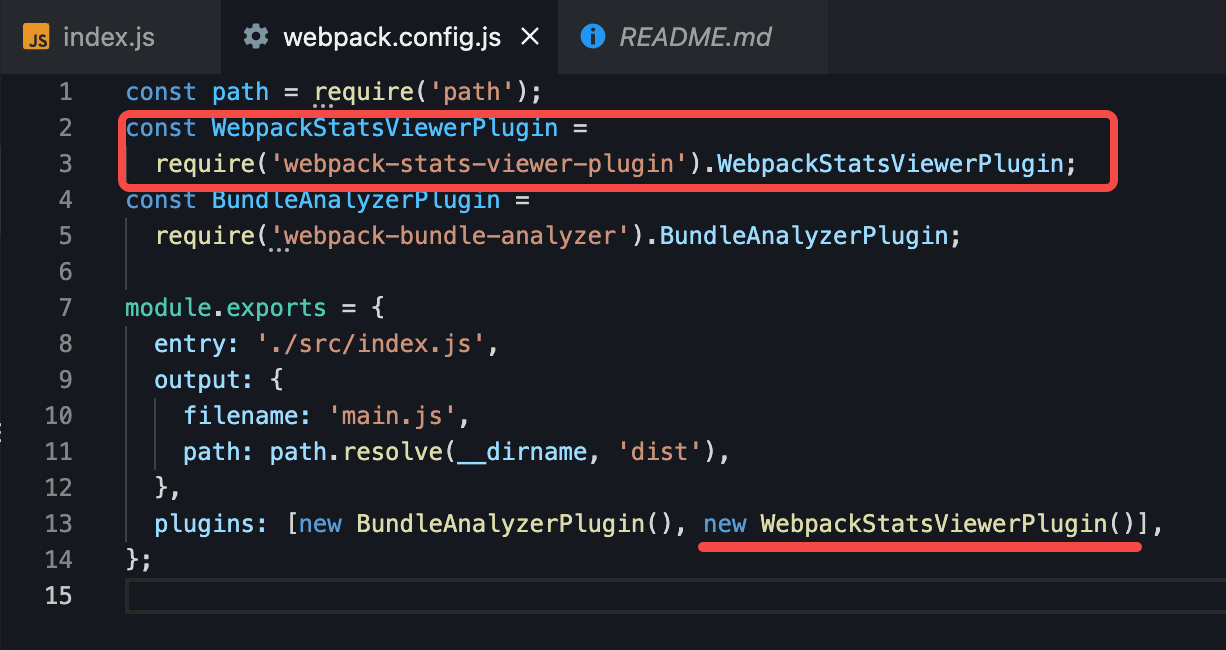 JS index.js webpack.config.js × README.md
1 const path = require('path');
2 const WebpackStatsViewerPlugin =
3   require('webpack-stats-viewer-plugin').WebpackStatsViewerPlugin;
4 const BundleAnalyzerPlugin =
5   require('webpack-bundle-analyzer').BundleAnalyzerPlugin;
6
7 module.exports = {
8   entry: './src/index.js',
9   output: {
10     filename: 'main.js',
11     path: path.resolve(__dirname, 'dist'),
12   },
13   plugins: [new BundleAnalyzerPlugin(), new WebpackStatsViewerPlugin()],
14 };
15